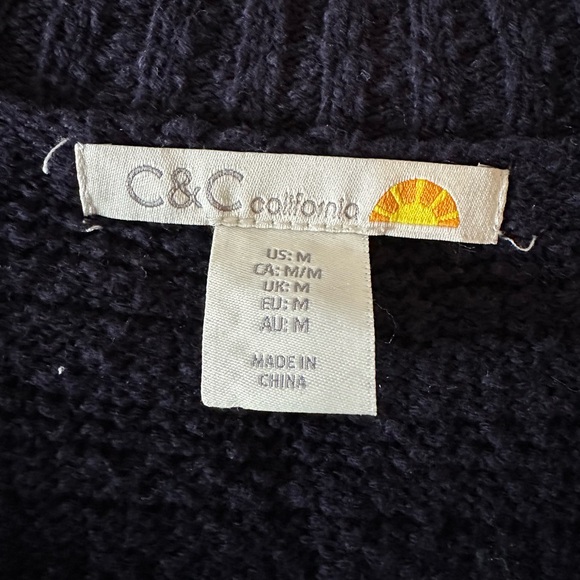 C&C california
US: M
CA: M/M
UK: M
EU: M
AU: M
MADE IN
CHINA